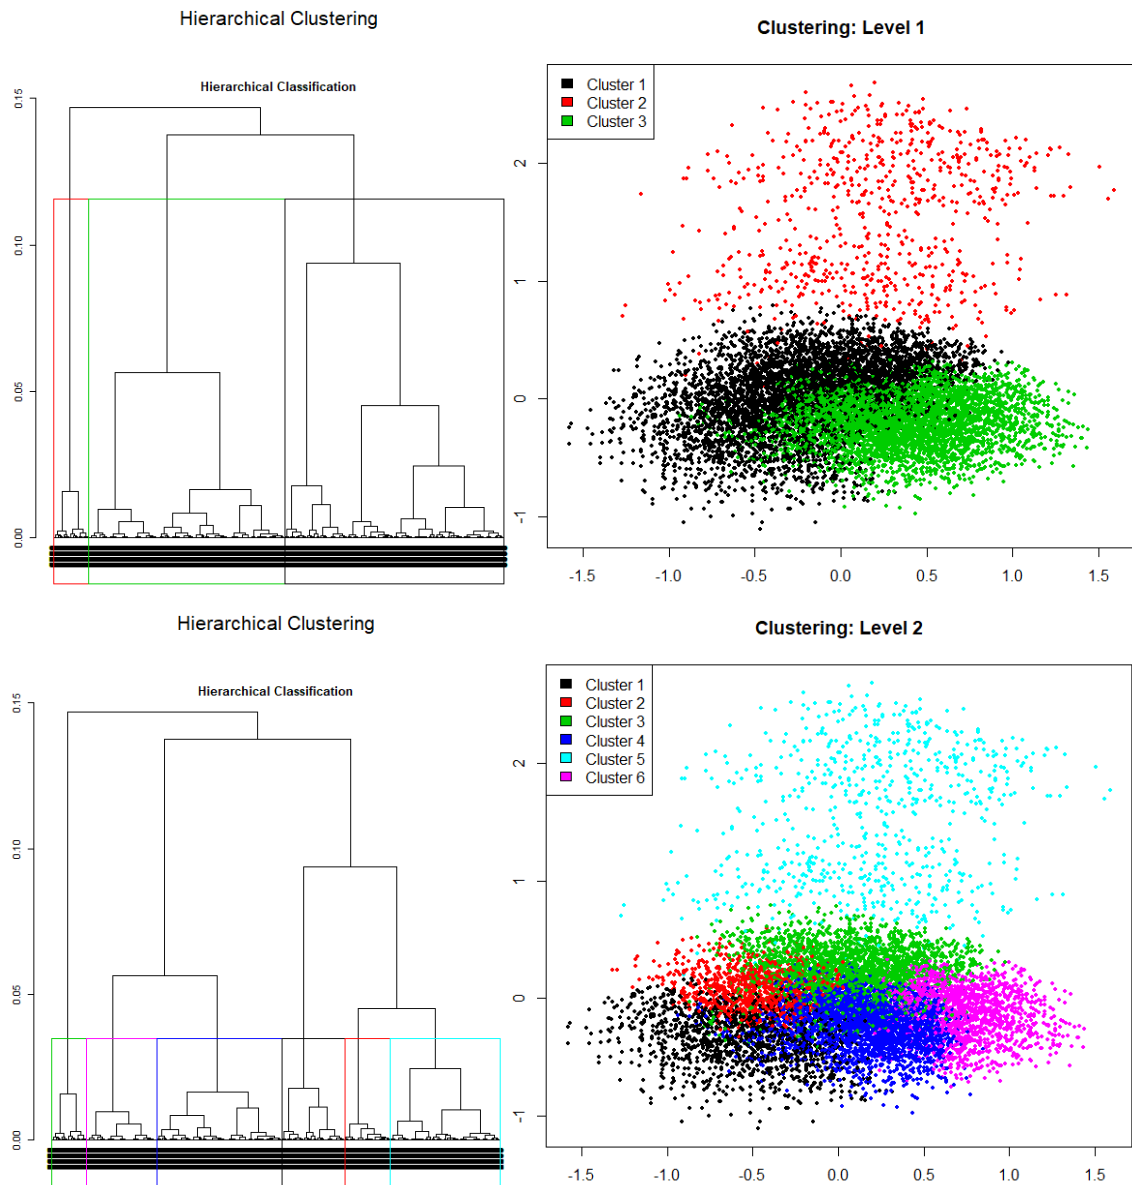 Hierarchical Clustering
Clustering: Level 1
Hierarchical Classification
0.15
0.10
0.05
0.00
Cluster 1
Cluster 2
Cluster 3
2
1
0
-1
-1.5 -1.0 -0.5 0.0 0.5 1.0 1.5
Hierarchical Clustering
Clustering: Level 2
Hierarchical Classification
0.15
0.10
0.05
0.00
Cluster 1
Cluster 2
Cluster 3
Cluster 4
Cluster 5
Cluster 6
2
1
0
-1
-1.5 -1.0 -0.5 0.0 0.5 1.0 1.5